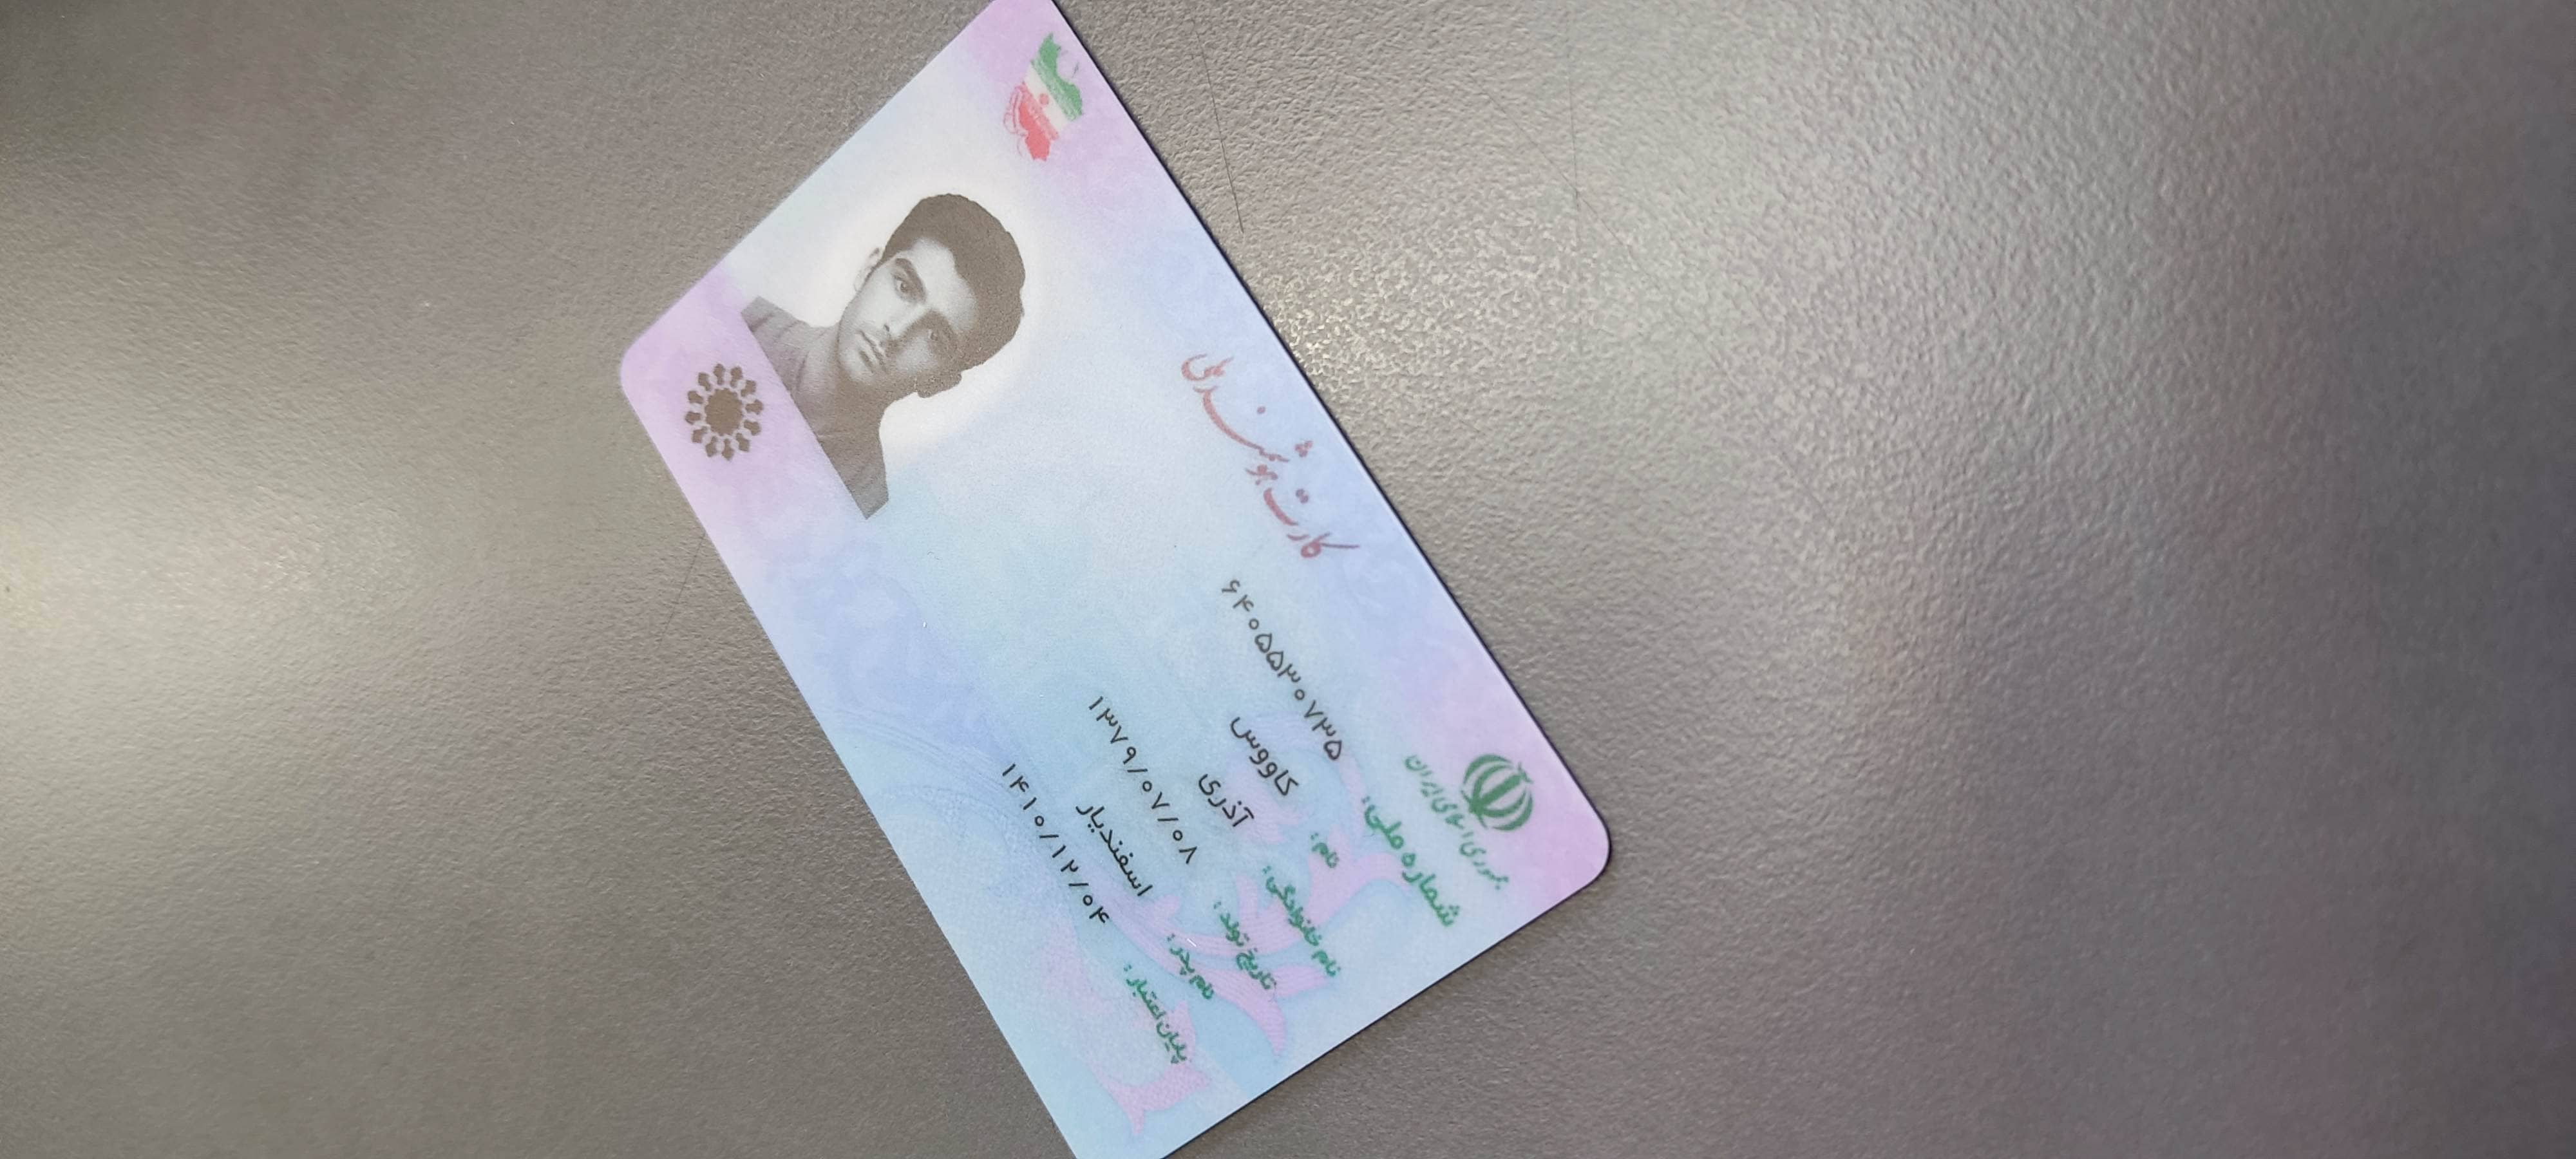 جمهوری اسلامی ایران
کارت هوشمند ملی
شماره ملی: ۶۴۰۵۵۳۰۷۳۵
نام: کاووس
نام خانوادگی: آذری
تاریخ تولد: ۱۳۷۹/۰۷/۰۸
نام پدر: اسفندیار
پایان اعتبار: ۱۴۱۰/۱۲/۰۴